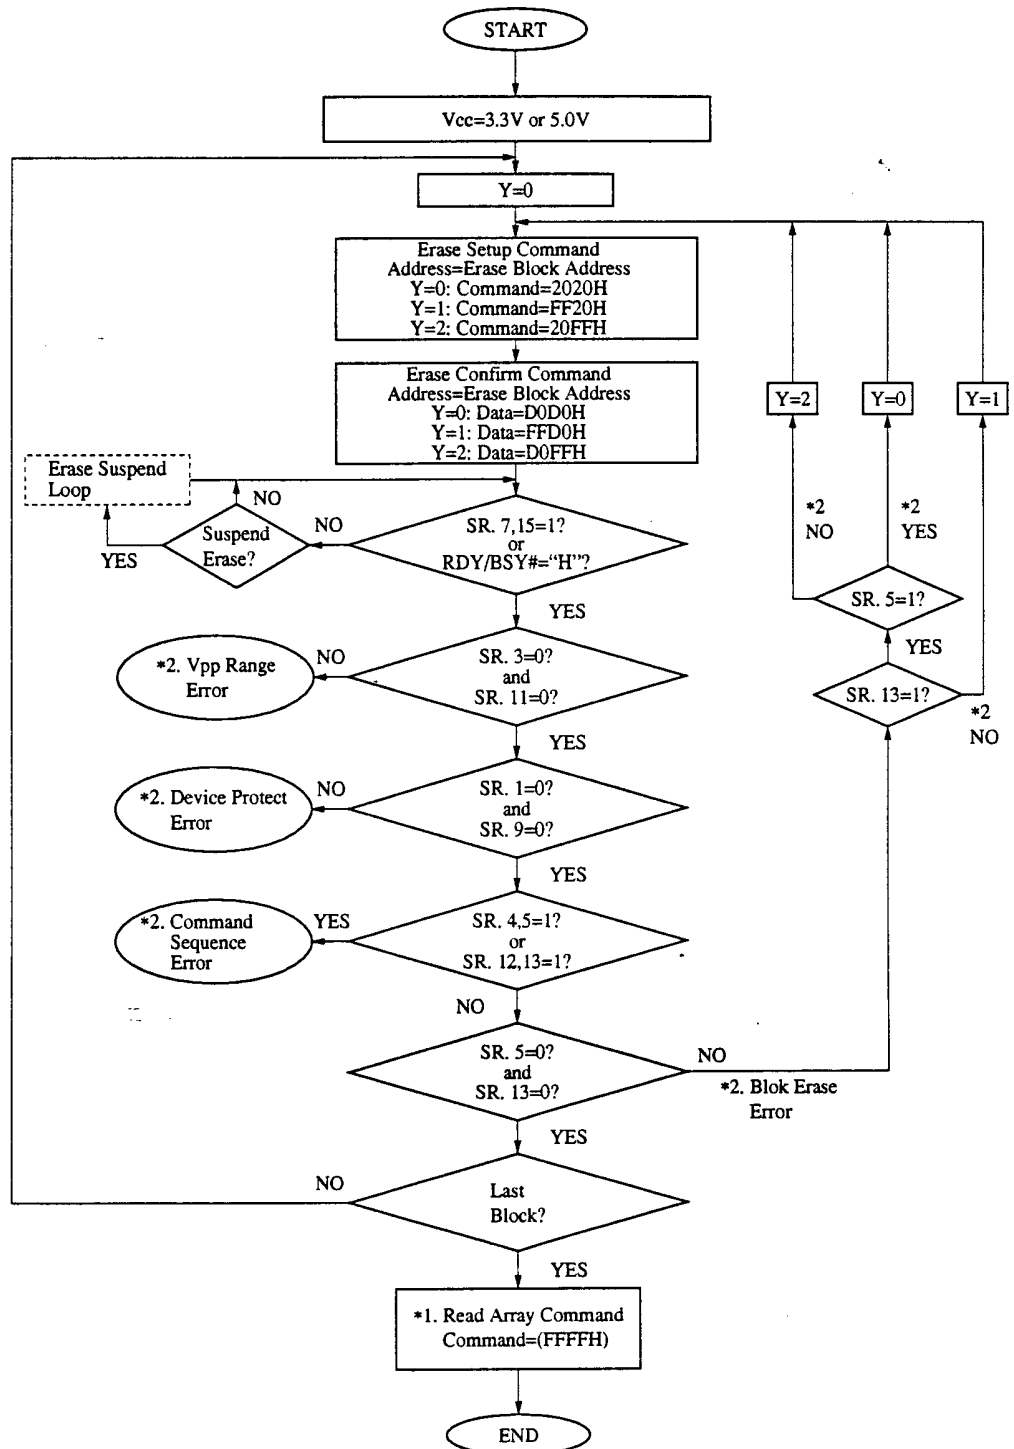 START
Vcc=3.3V or 5.0V
Y=0
Erase Setup Command
Address=Erase Block Address
Y=0: Command=2020H
Y=1: Command=FF20H
Y=2: Command=20FFH
Erase Confirm Command
Address=Erase Block Address
Y=0: Data=D0D0H
Y=1: Data=FFD0H
Y=2: Data=D0FFH
Y=2
Y=0
Y=1
Erase Suspend
Loop
NO
YES
Suspend
Erase?
NO
SR. 7,15=1?
or
RDY/BSY#="H"?
YES
*2
NO
*2
YES
SR. 5=1?
YES
SR. 13=1?
*2
NO
*2. Vpp Range
Error
NO
SR. 3=0?
and
SR. 11=0?
YES
*2. Device Protect
Error
NO
SR. 1=0?
and
SR. 9=0?
YES
*2. Command
Sequence
Error
YES
SR. 4,5=1?
or
SR. 12,13=1?
NO
SR. 5=0?
and
SR. 13=0?
NO
*2. Blok Erase
Error
YES
NO
Last
Block?
YES
*1. Read Array Command
Command=(FFFFH)
END